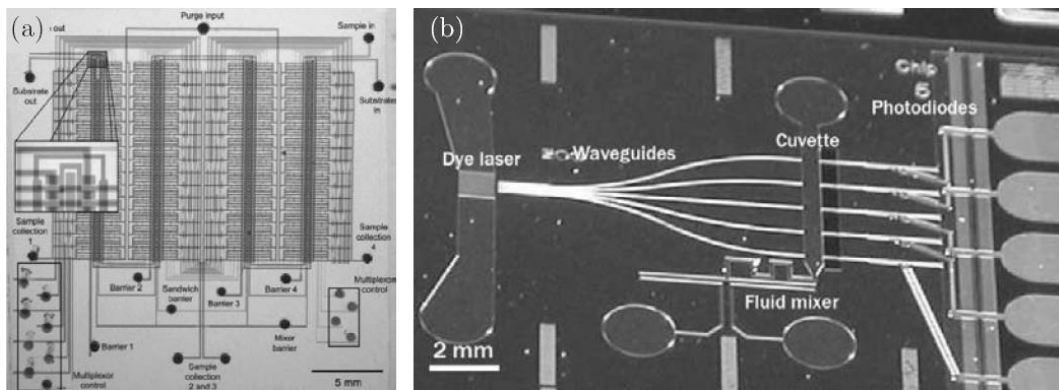 (a)
Purge input
Sample in
out
Substrate
out
Substrate
in
Sample
collection
1
Sample
collection
4
Barrier 2
Sandwich
barrier
Barrier 3
Barrier 4
Multiplexor
control
Barrier 1
Mixer
barrier
Multiplexor
control
Sample
collection
2 and 3
5 mm
(b)
Chip
Photodiodes
Cuvette
Dye laser
Waveguides
Fluid mixer
2 mm